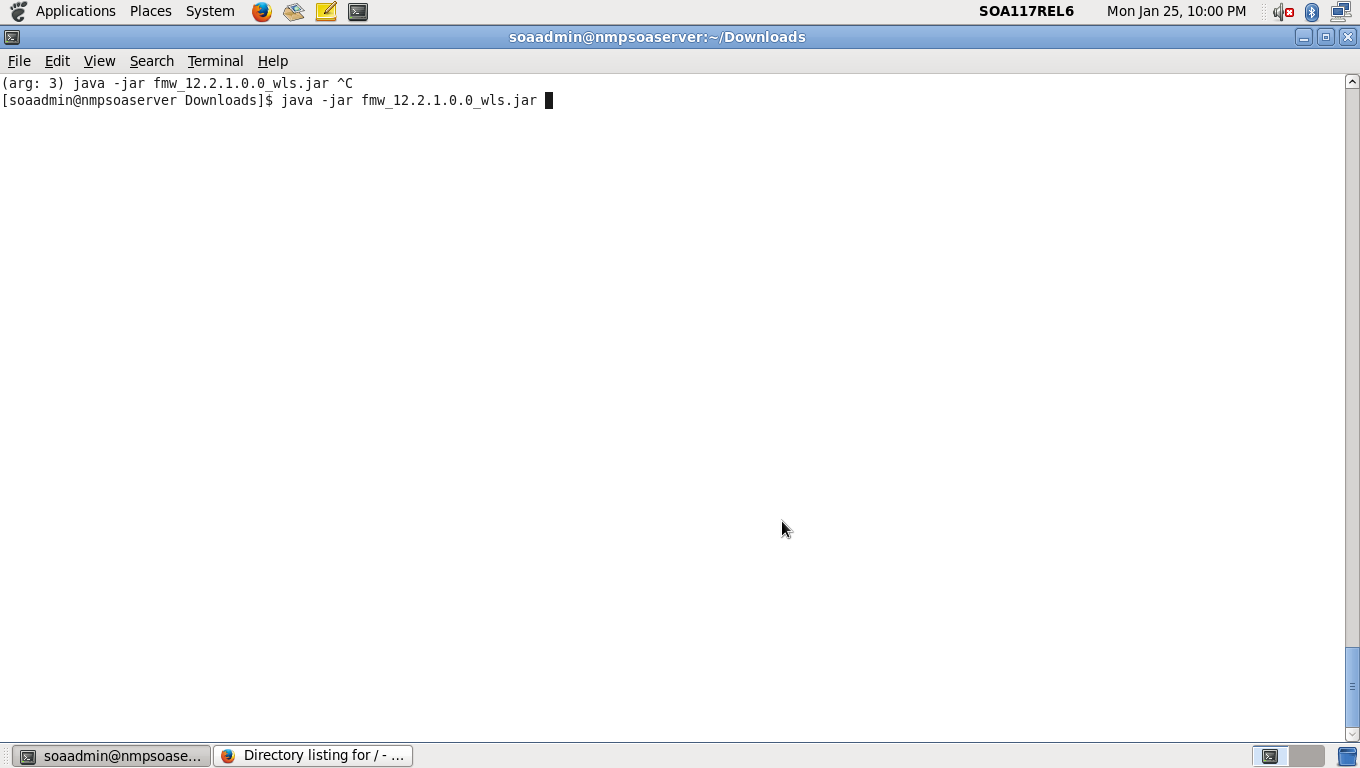 Applications Places System SOA117REL6 Mon Jan 25, 10:00 PM
soaadmin@nmpsoaserver:~/Downloads
File Edit View Search Terminal Help
(arg: 3) java -jar fmw_12.2.1.0.0_wls.jar ^C
[soaadmin@nmpsoaserver Downloads]$ java -jar fmw_12.2.1.0.0_wls.jar
soaadmin@nmpsoase... Directory listing for / - ...